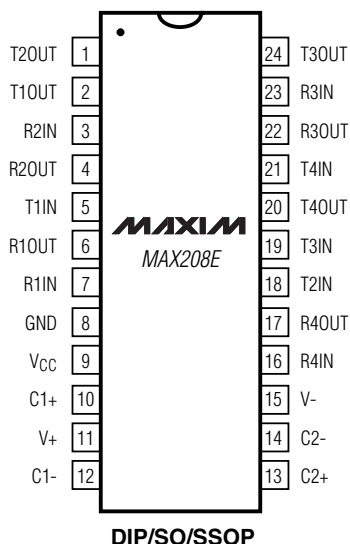 T2OUT 1 24 T3OUT
T1OUT 2 23 R3IN
R2IN 3 22 R3OUT
R2OUT 4 21 T4IN
T1IN 5 20 T4OUT
MAXIM
R1OUT 6 19 T3IN
MAX208E
R1IN 7 18 T2IN
GND 8 17 R4OUT
VCC 9 16 R4IN
C1+ 10 15 V-
V+ 11 14 C2-
C1- 12 13 C2+
DIP/SO/SSOP